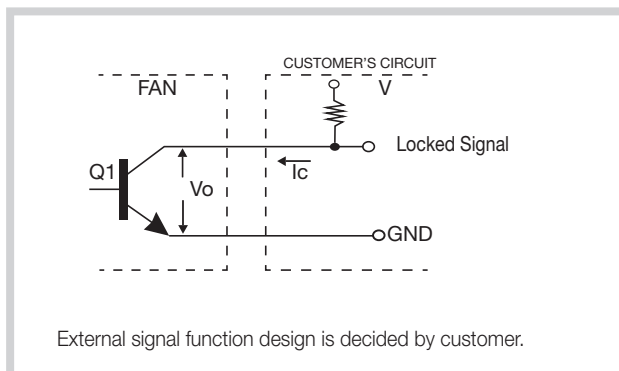 CUSTOMER'S CIRCUIT
FAN
V
Locked Signal
Q1
Vo
Ic
GND
External signal function design is decided by customer.